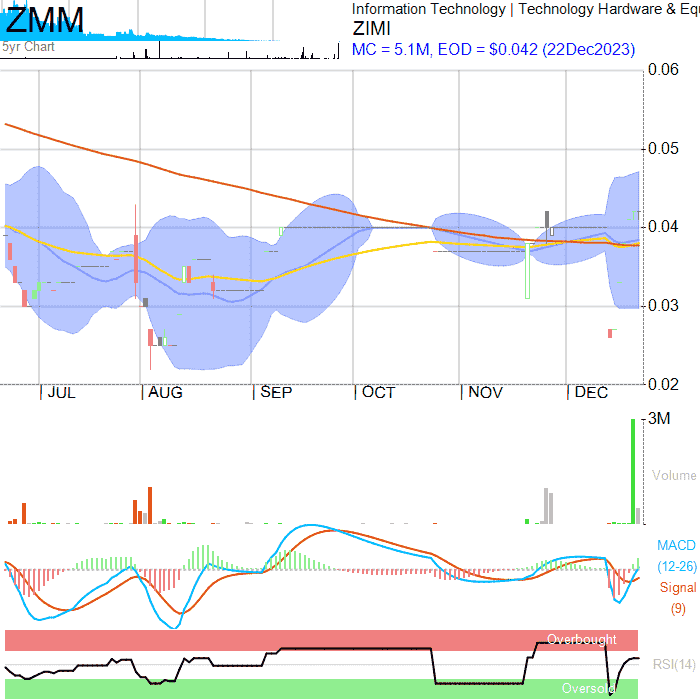 ZMM
Information Technology | Technology Hardware & Equ
ZIMI
5yr Chart
MC = 5.1M, EOD = $0.042 (22Dec2023)
0.06
0.05
0.04
0.03
0.02
JUL AUG SEP OCT NOV DEC
3M
Volume
MACD
(12-26)
Signal
(9)
Overbought
RSI(14)
Oversold